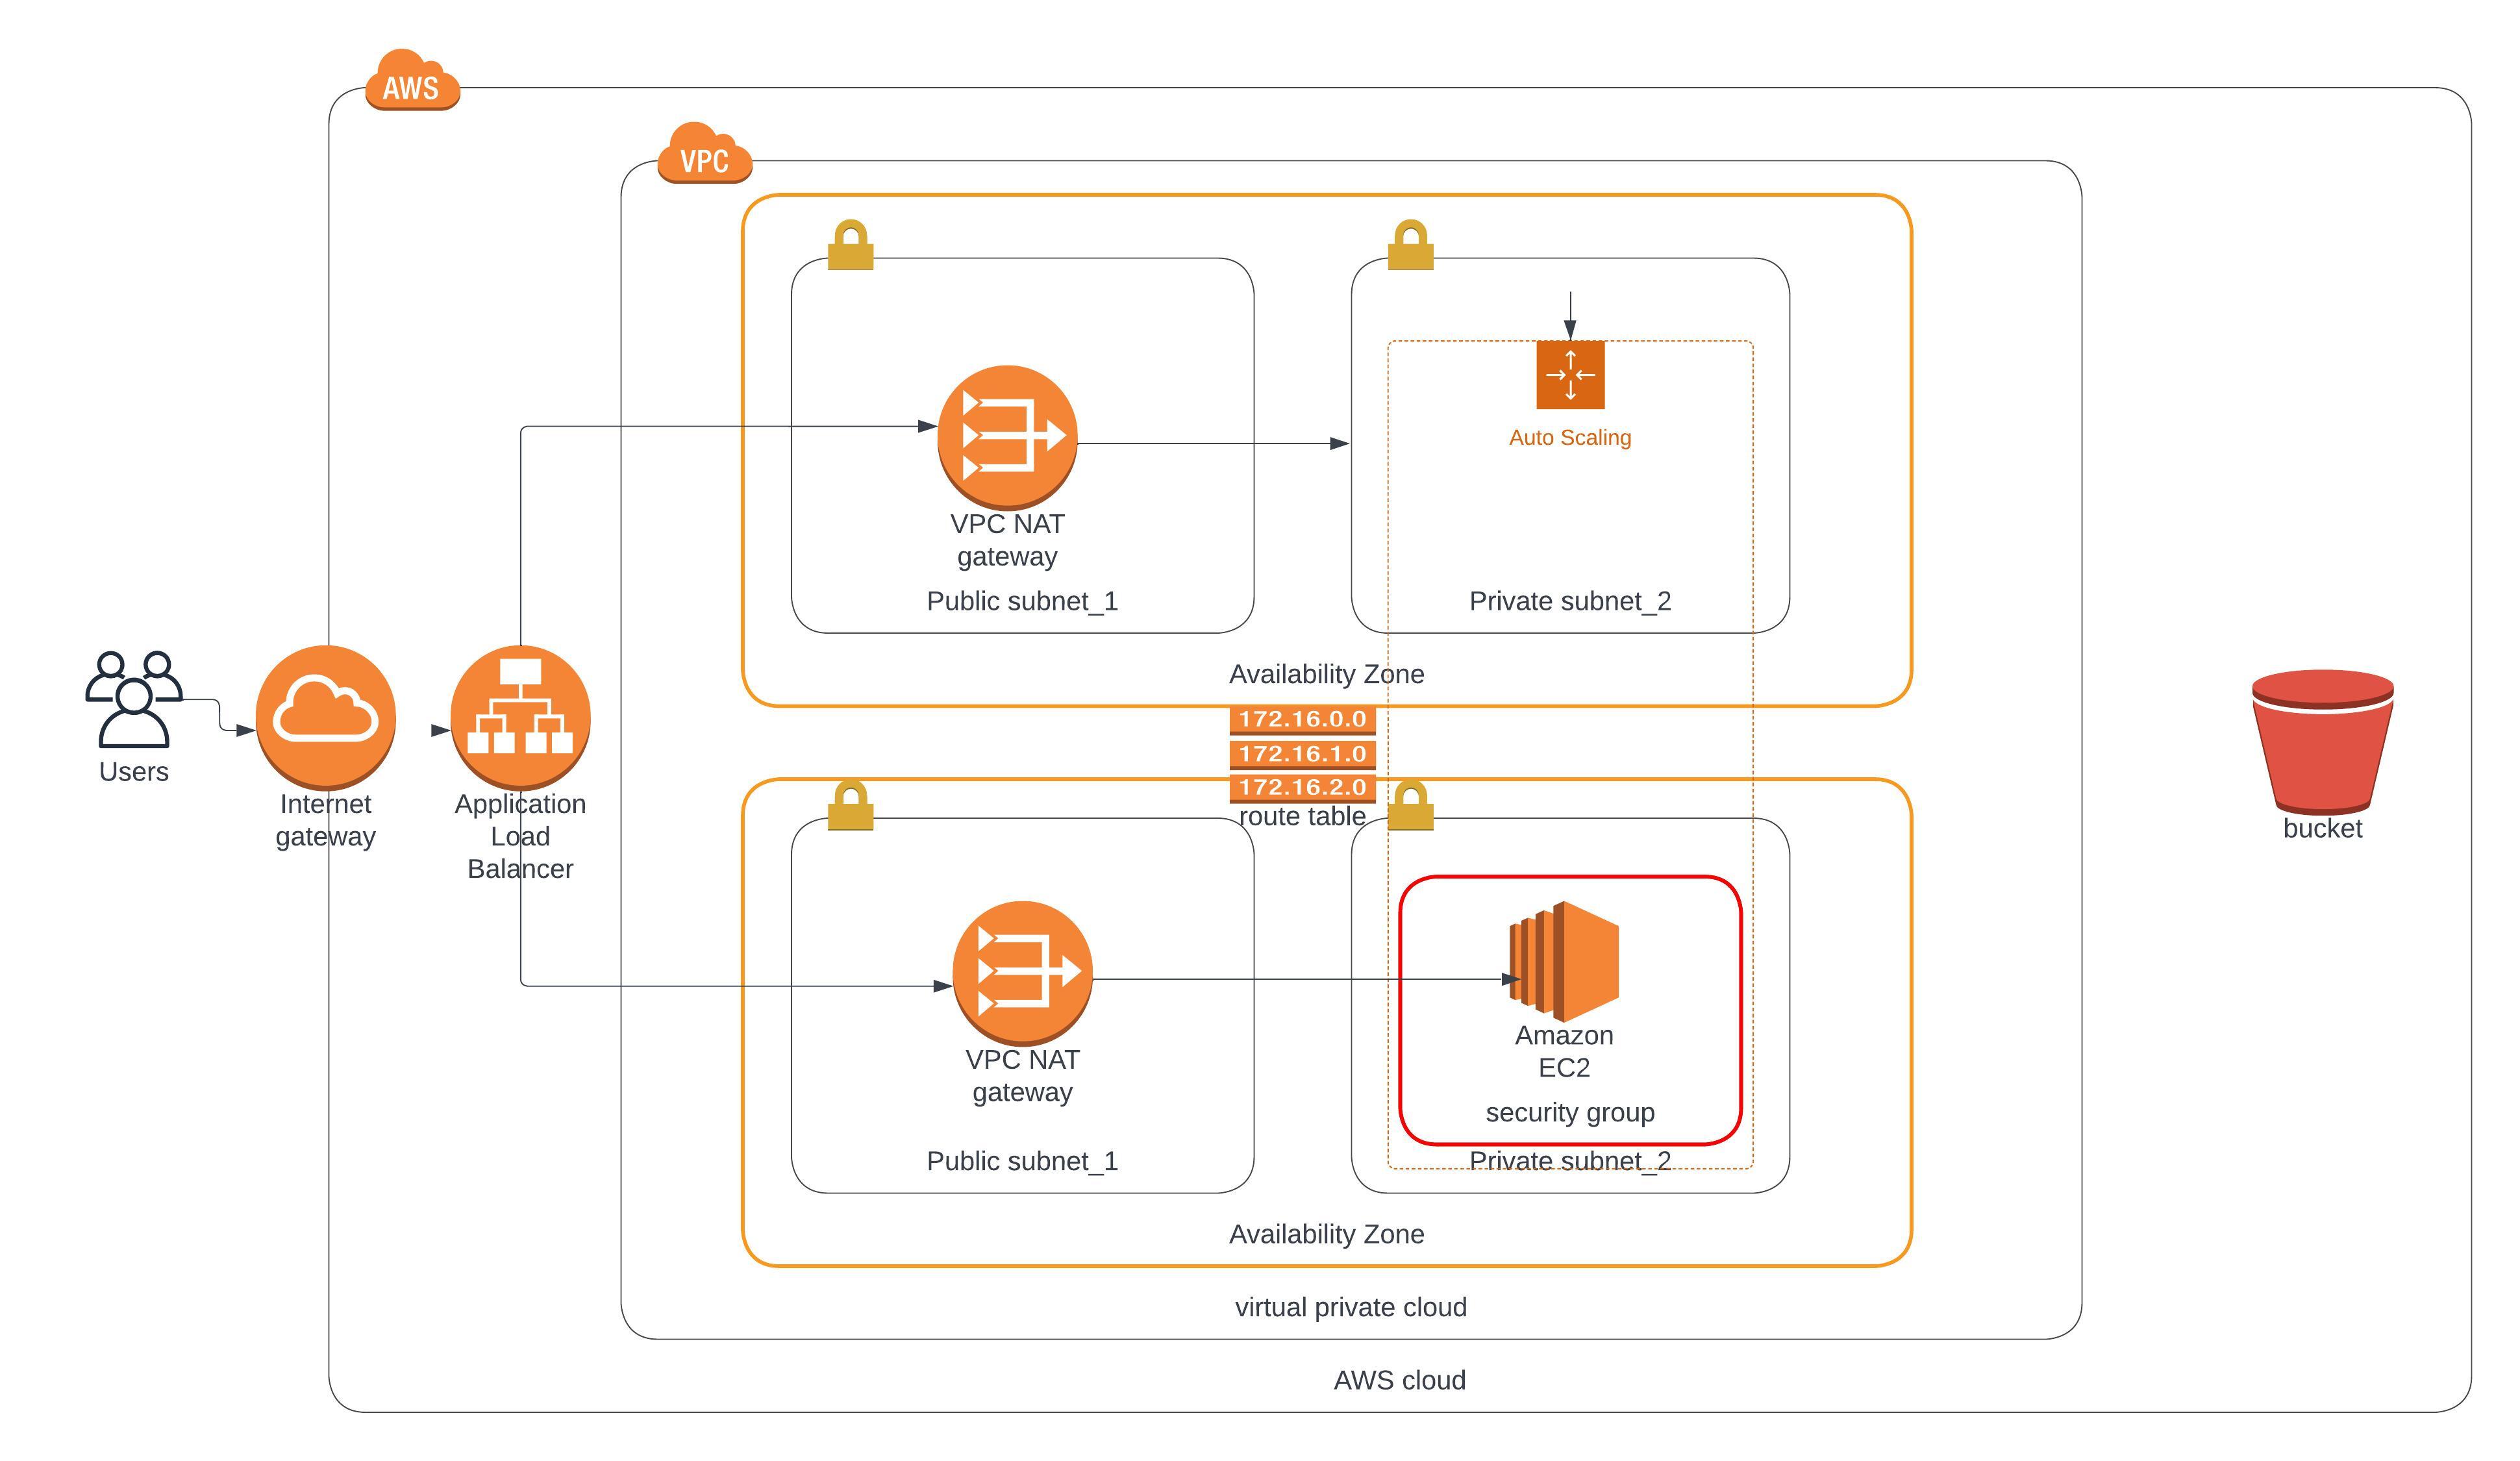 AWS
VPC
Auto Scaling
VPC NAT
gateway
Public subnet_1
Private subnet_2
Availability Zone
172.16.0.0
172.16.1.0
172.16.2.0
route table
Users
Internet
gateway
Application
Load
Balancer
bucket
VPC NAT
gateway
Public subnet_1
Amazon
EC2
security group
Private subnet_2
Availability Zone
virtual private cloud
AWS cloud